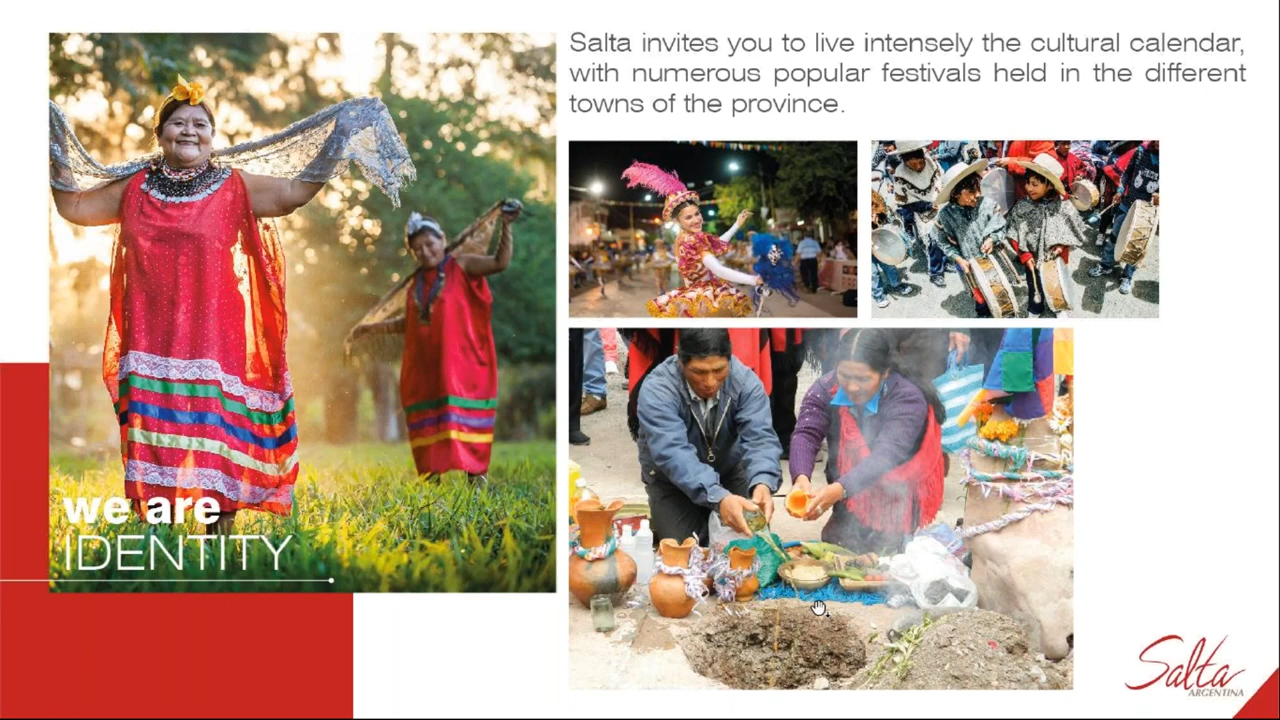 Salta invites you to live intensely the cultural calendar,
with numerous popular festivals held in the different
towns of the province.
we are
IDENTITY
Salta
ARGENTINA